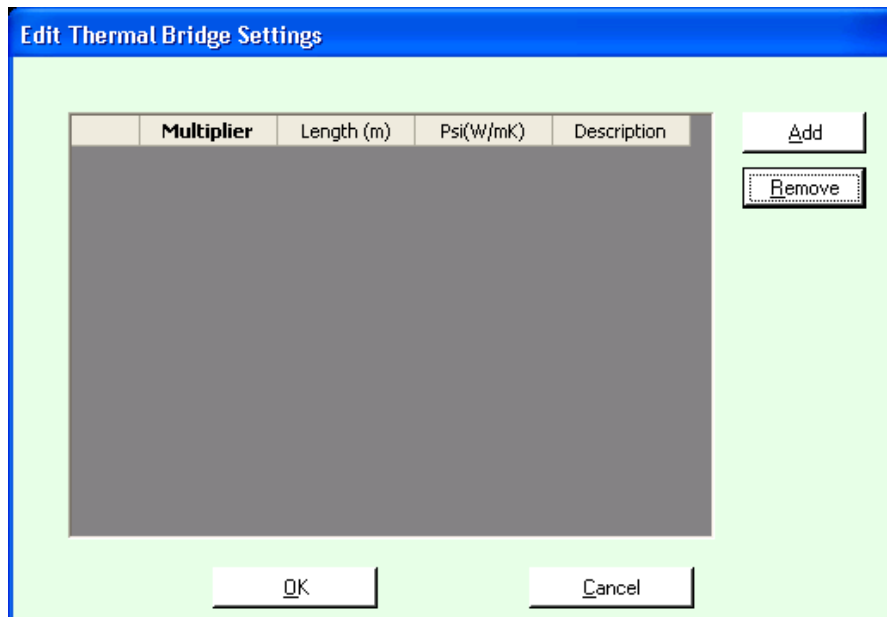 Edit Thermal Bridge Settings
Multiplier Length (m) Psi(W/mK) Description
Add
Remove
OK Cancel